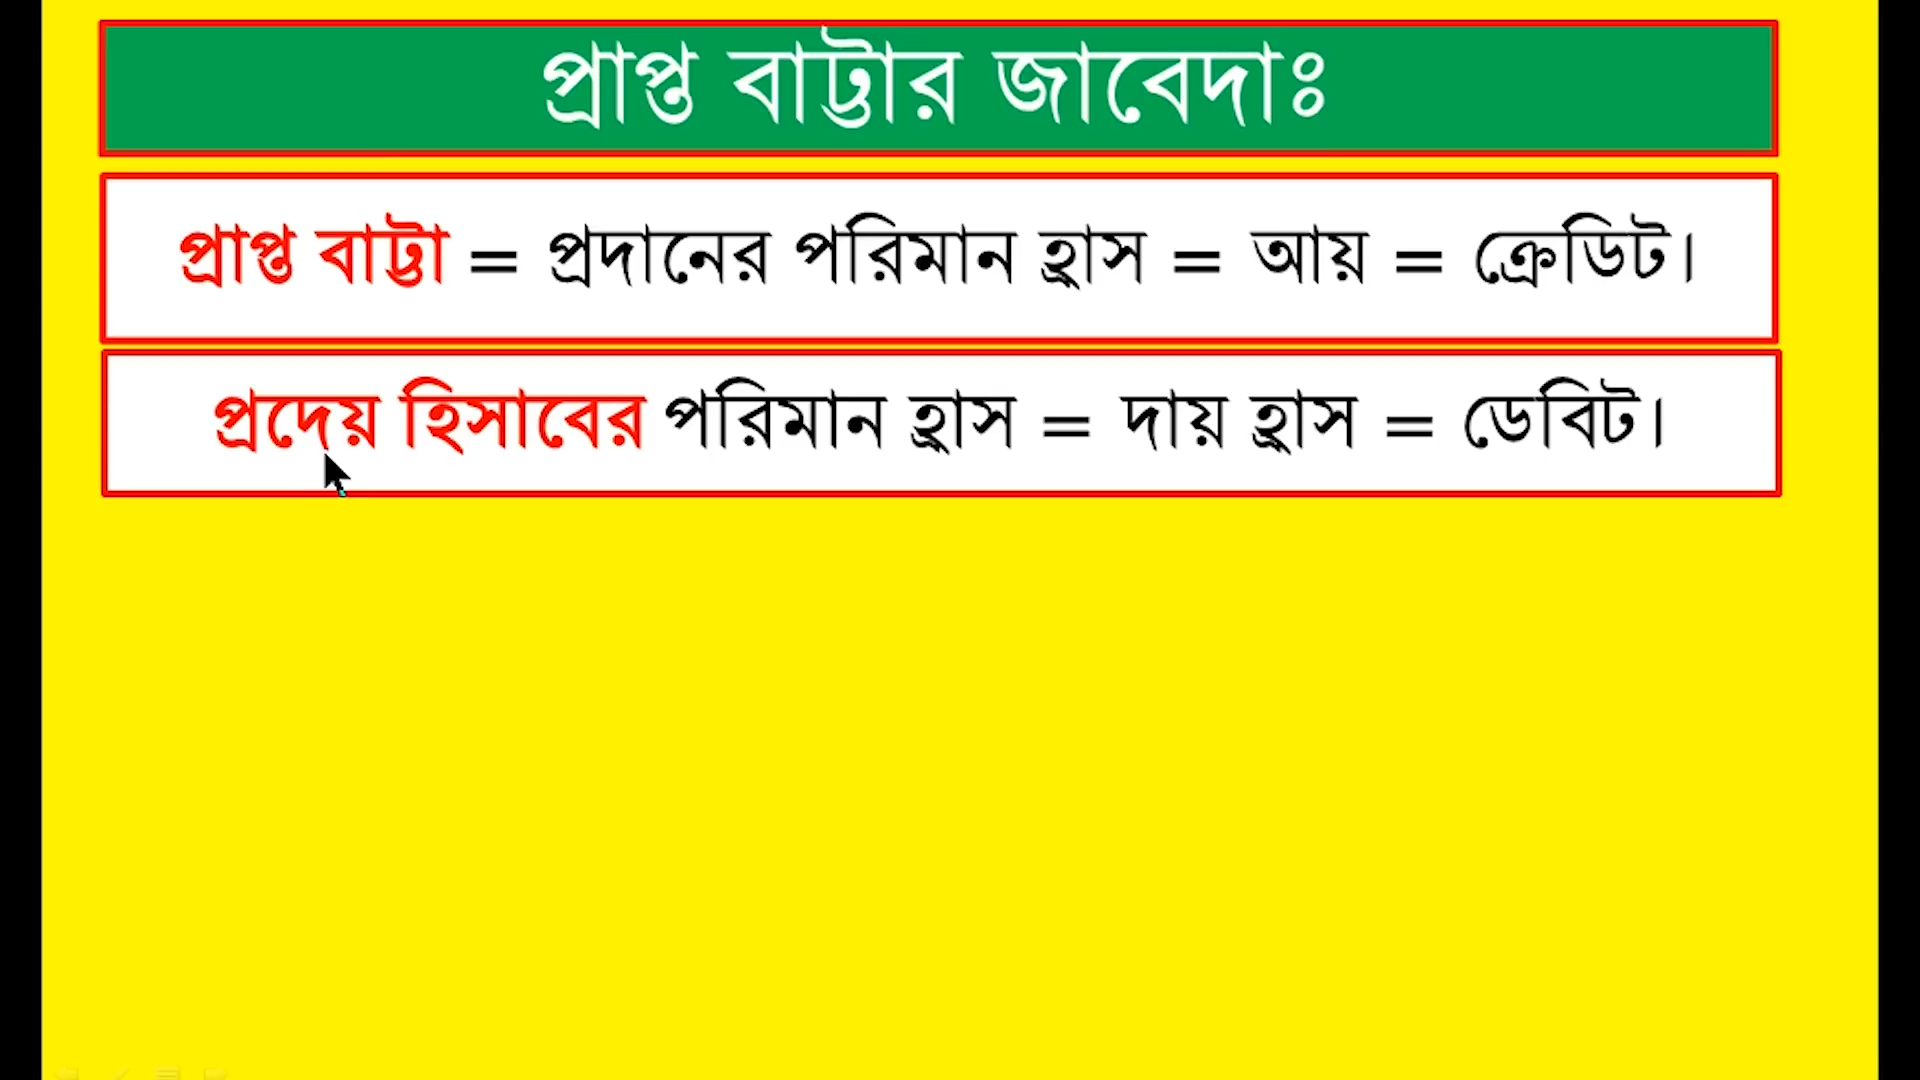 প্রাপ্ত বাট্টার জাবেদাঃ
প্রাপ্ত বাট্টা = প্রদানের পরিমান হ্রাস = আয় = ক্রেডিট।
প্রদেয় হিসাবের পরিমান হ্রাস = দায় হ্রাস = ডেবিট।